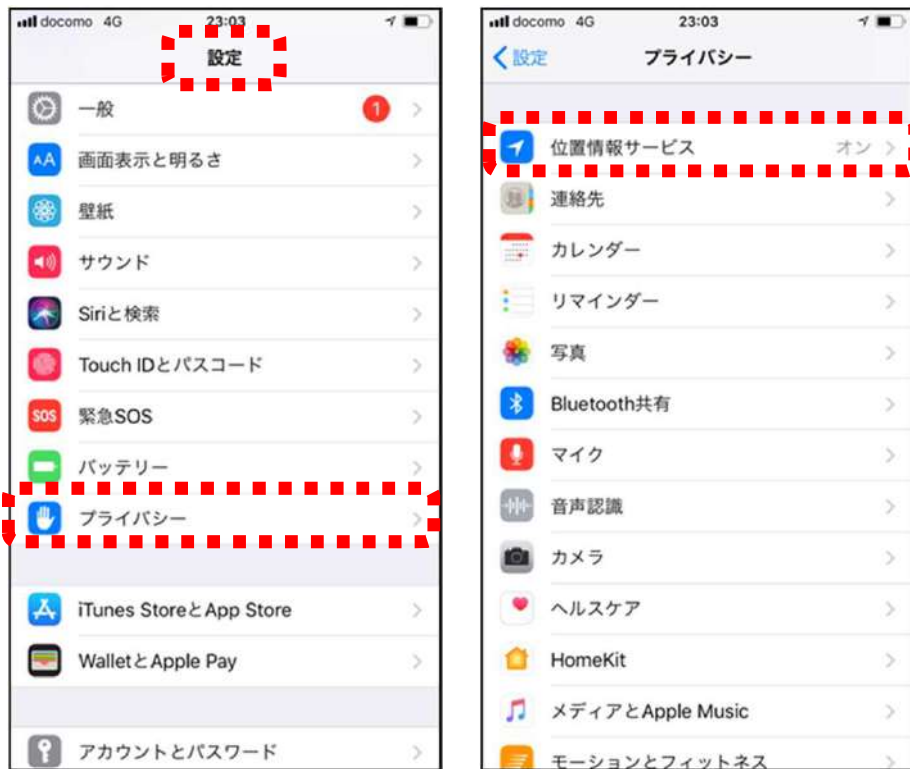 docomo 4G 23:03
設定
一般 1
画面表示と明るさ
壁紙
サウンド
Siriと検索
Touch IDとパスコード
SOS 緊急SOS
バッテリー
プライバシー
iTunes StoreとApp Store
WalletとApple Pay
アカウントとパスワード
docomo 4G 23:03
設定 プライバシー
位置情報サービス オン
連絡先
カレンダー
リマインダー
写真
Bluetooth共有
マイク
音声認識
カメラ
ヘルスケア
HomeKit
メディアとApple Music
モーションとフィットネス